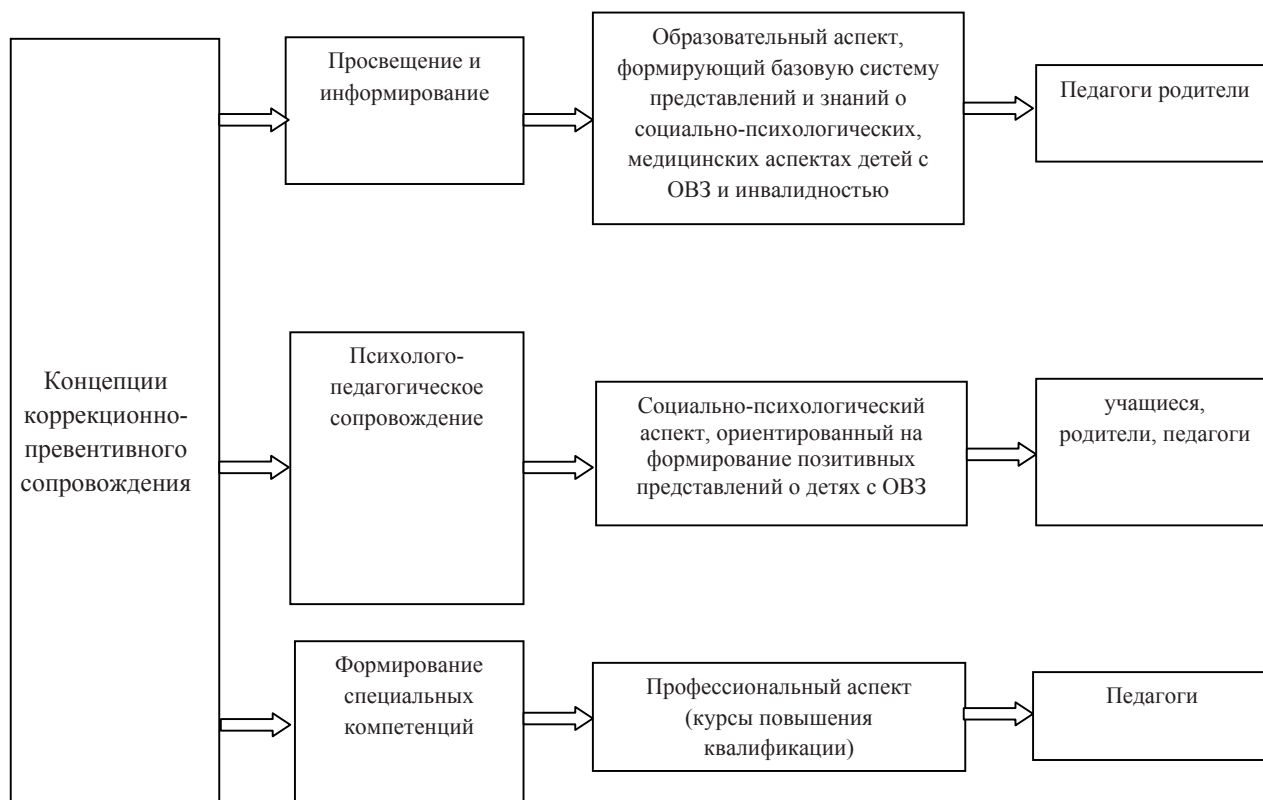 Концепции
коррекционно-
превентивного
сопровождения
Просвещение и
информирование
Образовательный аспект,
формирующий базовую систему
представлений и знаний о
социально-психологических,
медицинских аспектах детей с
ОВЗ и инвалидностью
Педагоги родители
Психолого-
педагогическое
сопровождение
Социально-психологический
аспект, ориентированный на
формирование позитивных
представлений о детях с ОВЗ
учащиеся,
родители, педагоги
Формирование
специальных
компетенций
Профессиональный аспект
(курсы повышения
квалификации)
Педагоги